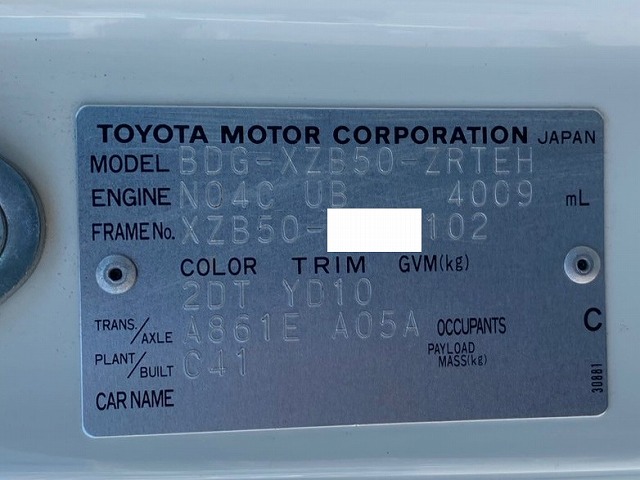 TOYOTA MOTOR CORPORATION JAPAN
MODEL BDG-XZB50-ZRTEH
ENGINE N04C UB 4009 mL
FRAME No. XZB50- 102
COLOR TRIM GVM(kg)
2DT YD10
TRANS./AXLE A861E A05A OCCUPANTS C
PAYLOAD MASS(kg)
PLANT/BUILT C41
CAR NAME
30881